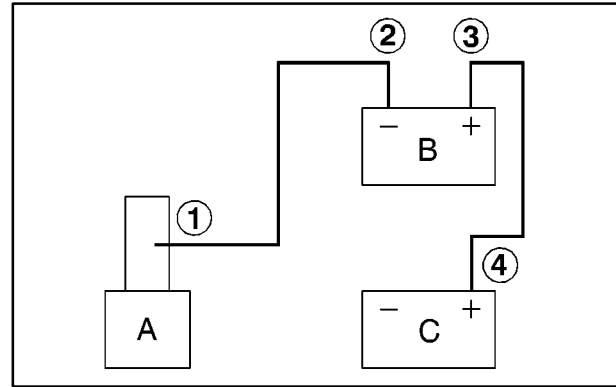 ② ③
− +
B
①
④
− +
A C